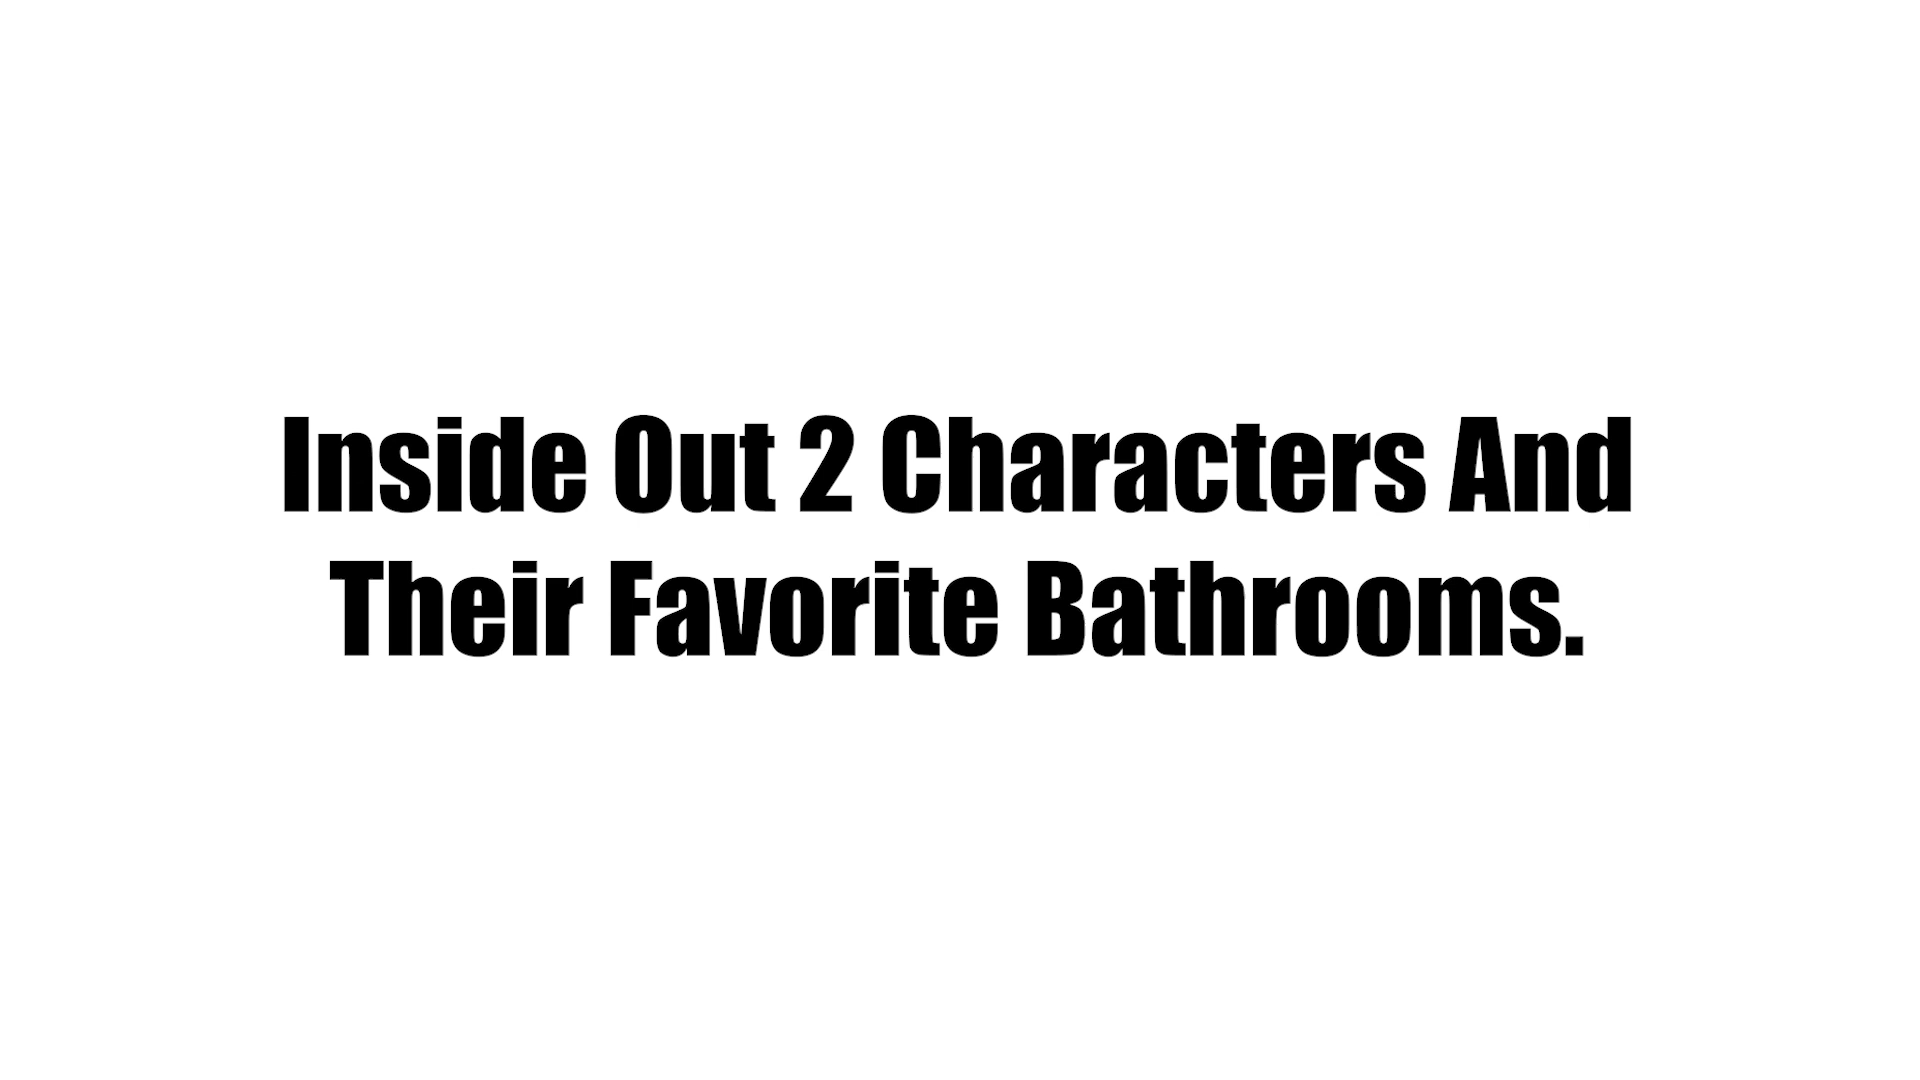 Inside Out 2 Characters And
Their Favorite Bathrooms.